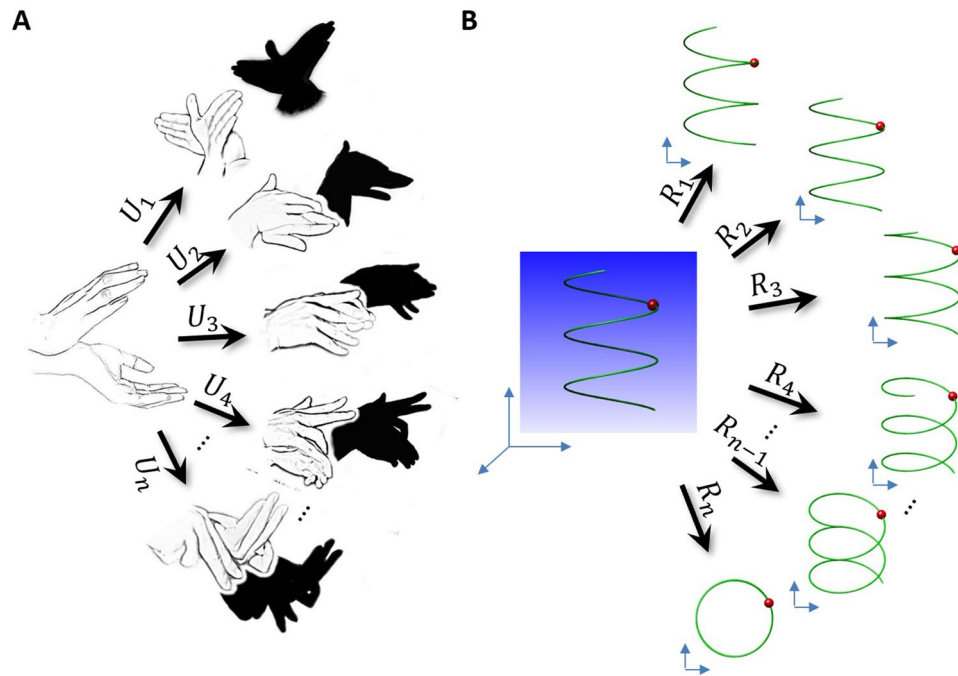 A
B
U₁
U₂
U₃
U₄
...
Uₙ
...
R₁
R₂
R₃
R₄
...
Rₙ₋₁
Rₙ
...